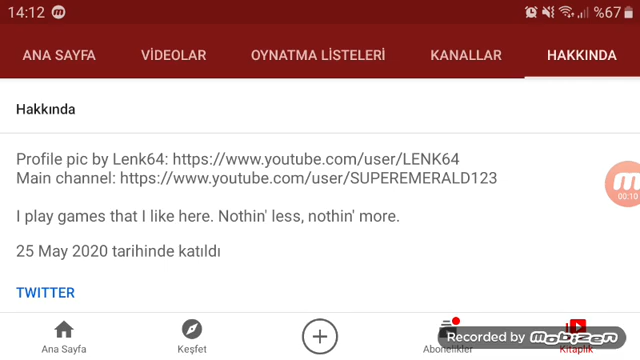 14:12
%67
ANA SAYFA
VİDEOLAR
OYNATMA LİSTELERİ
KANALLAR
HAKKINDA
Hakkında
Profile pic by Lenk64: https://www.youtube.com/user/LENK64
Main channel: https://www.youtube.com/user/SUPEREMERALD123
I play games that I like here. Nothin' less, nothin' more.
25 May 2020 tarihinde katıldı
TWITTER
00:10
Ana Sayfa
Keşfet
Abonelikler
Kitaplık
Recorded by Mobizen